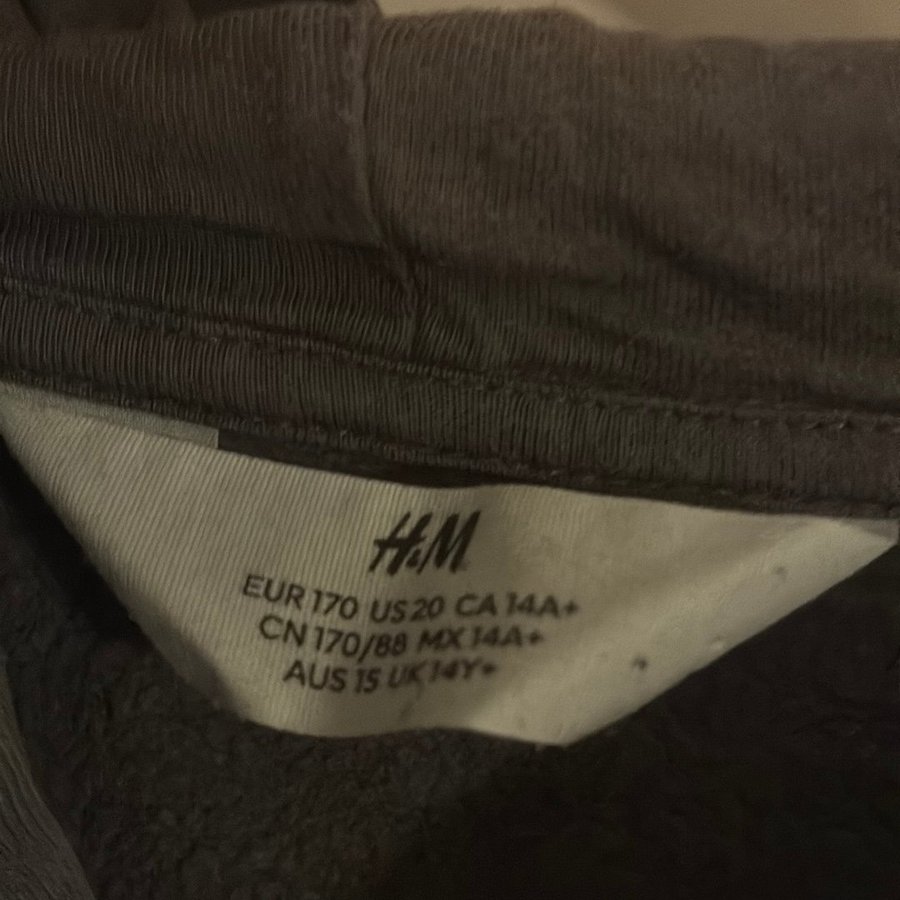 H&M
EUR 170 US 20 CA 14A+
CN 170/88 MX 14A+
AUS 15 UK 14Y+